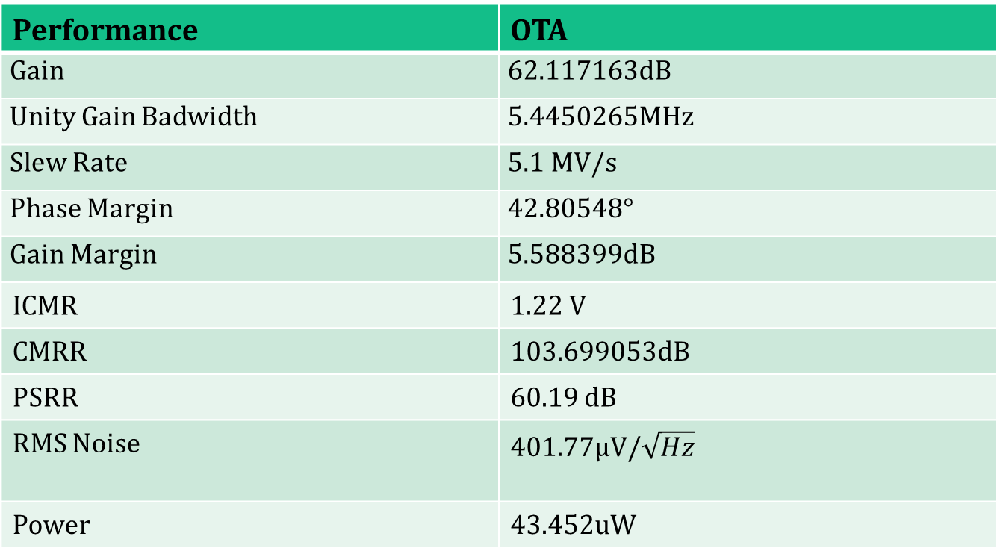 Performance OTA
Gain 62.117163dB
Unity Gain Badwidth 5.4450265MHz
Slew Rate 5.1 MV/s
Phase Margin 42.80548°
Gain Margin 5.588399dB
ICMR 1.22 V
CMRR 103.699053dB
PSRR 60.19 dB
RMS Noise 401.77μV/√Hz
Power 43.452uW